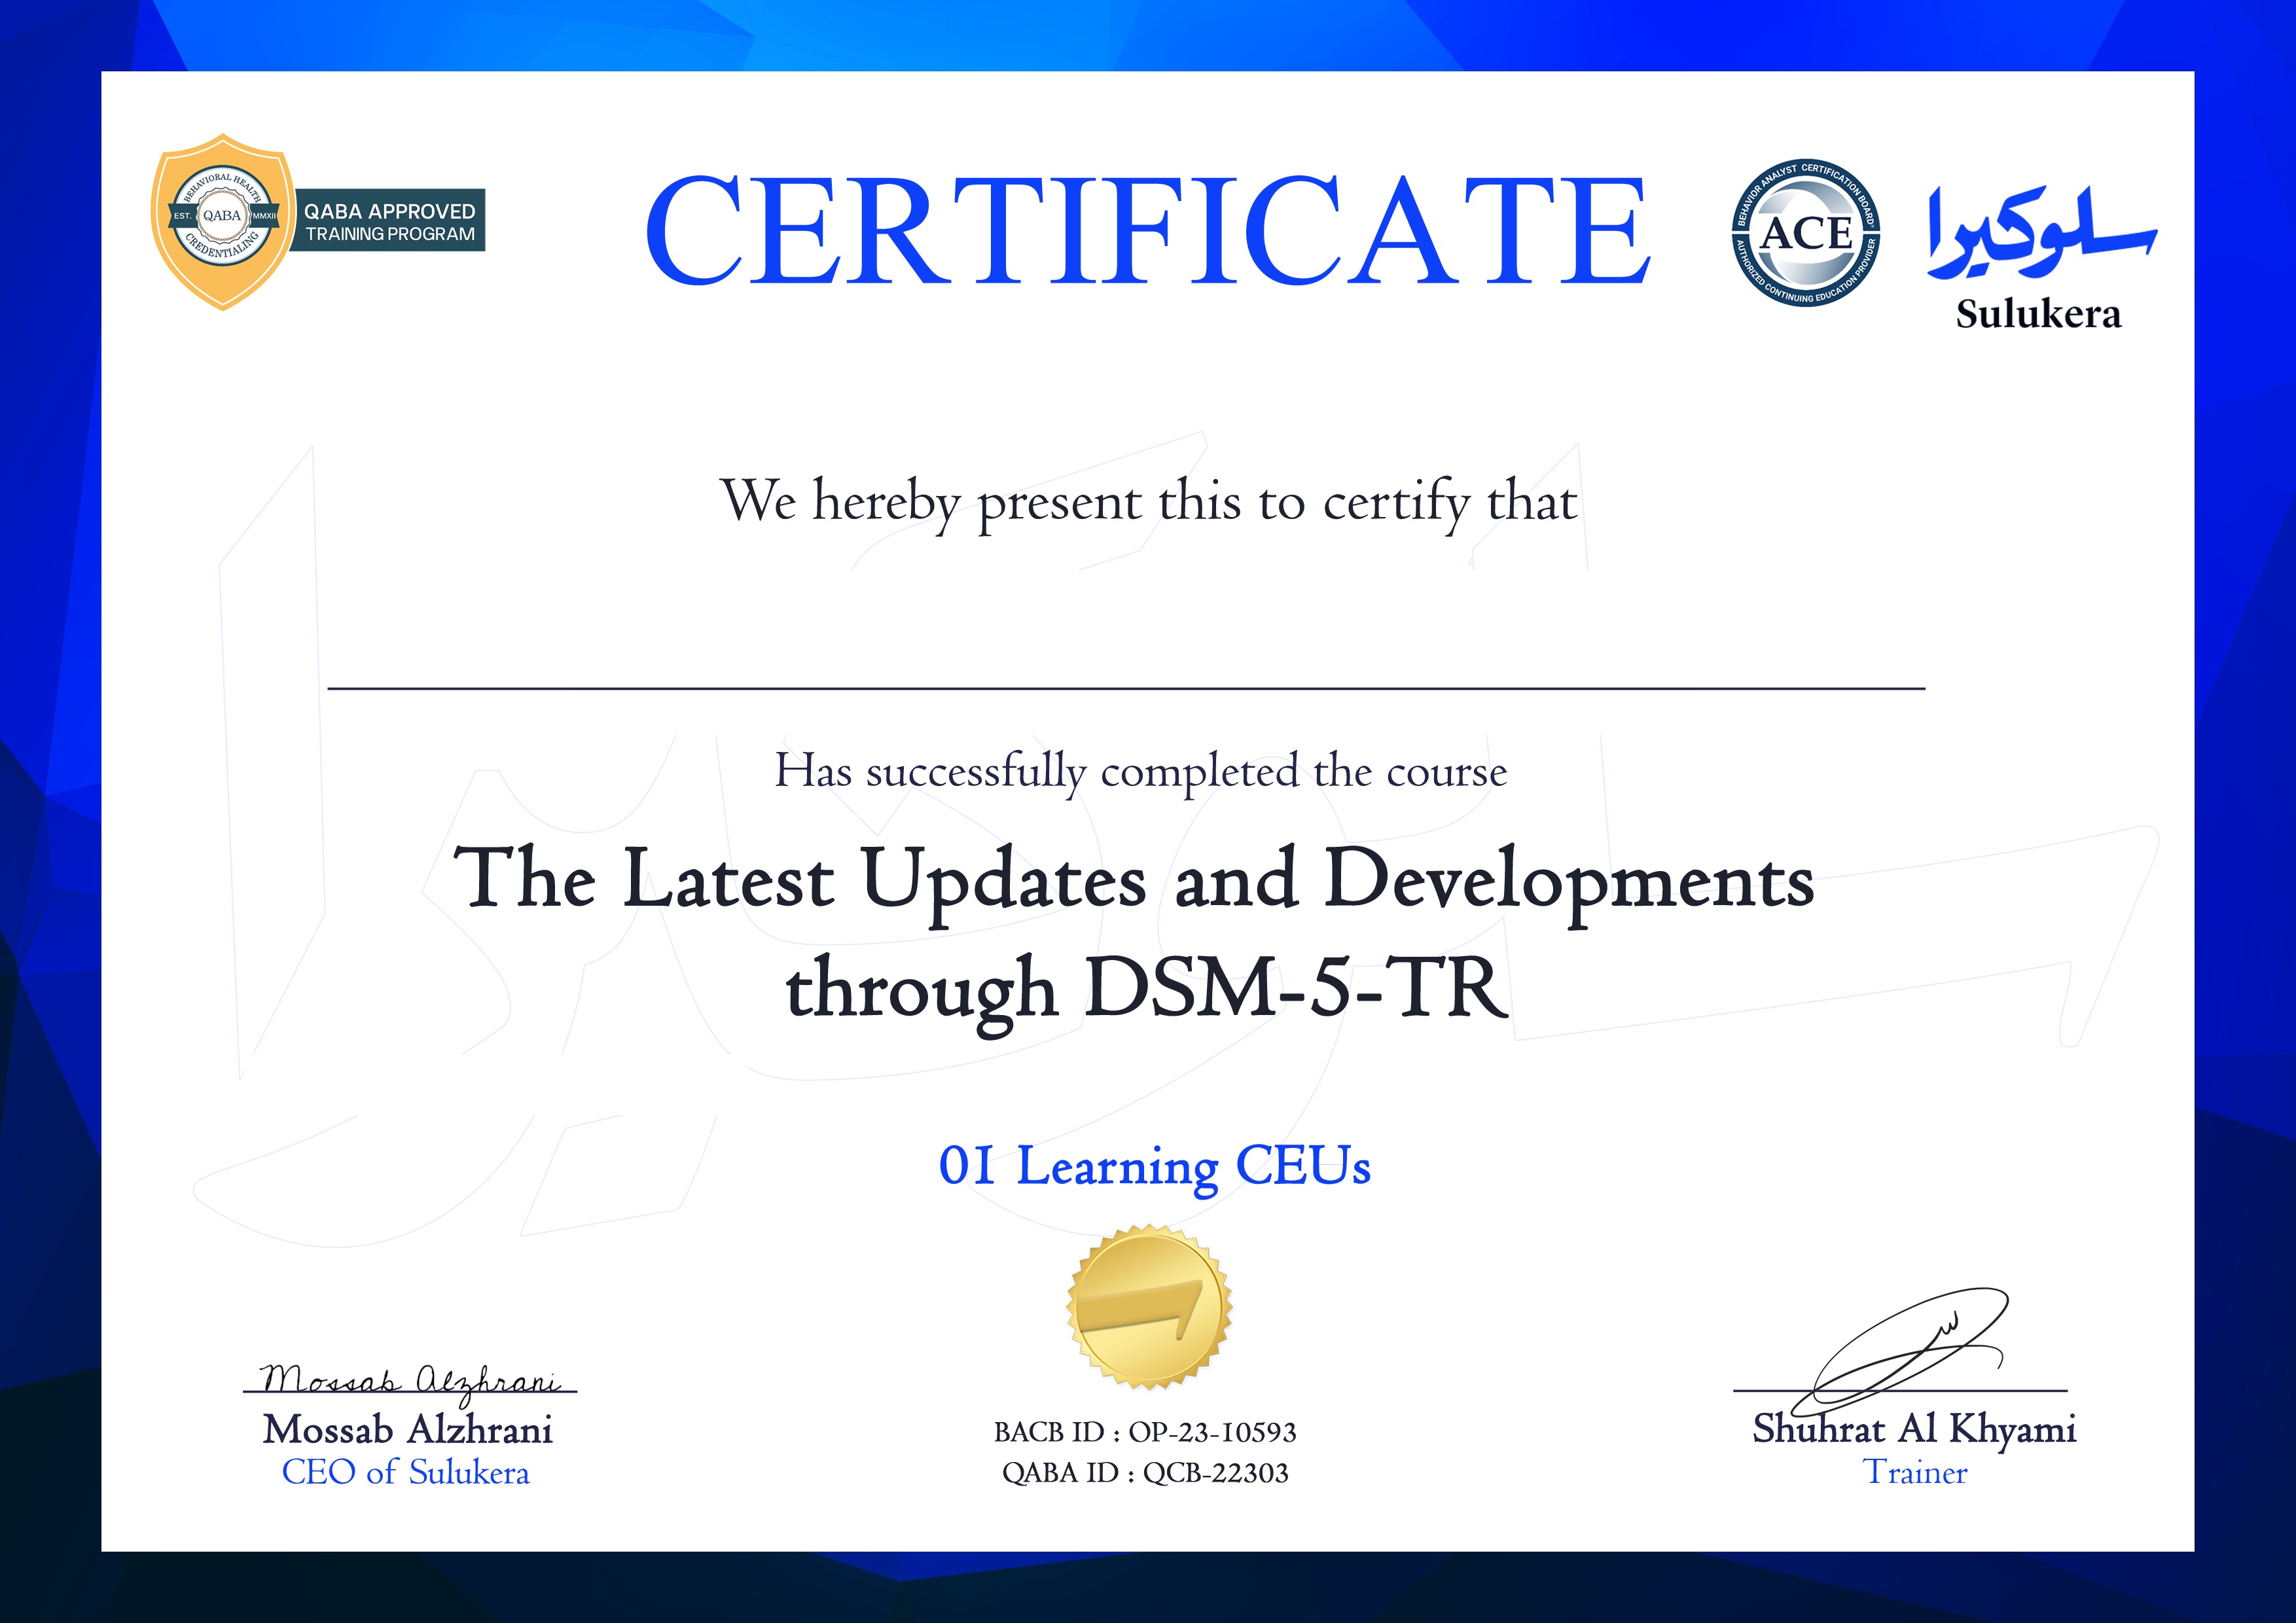 BEHAVIORAL HEALTH
EST. QABA MMXII
CREDENTIALING
QABA APPROVED
TRAINING PROGRAM
CERTIFICATE
BEHAVIOR ANALYST CERTIFICATION BOARD
ACE
AUTHORIZED CONTINUING EDUCATION PROVIDER
سلوكيرا
Sulukera
We hereby present this to certify that
Has successfully completed the course
The Latest Updates and Developments
through DSM-5-TR
01 Learning CEUs
Mossab Alzhrani
Mossab Alzhrani
CEO of Sulukera
BACB ID : OP-23-10593
QABA ID : QCB-22303
Shuhrat Al Khyami
Trainer